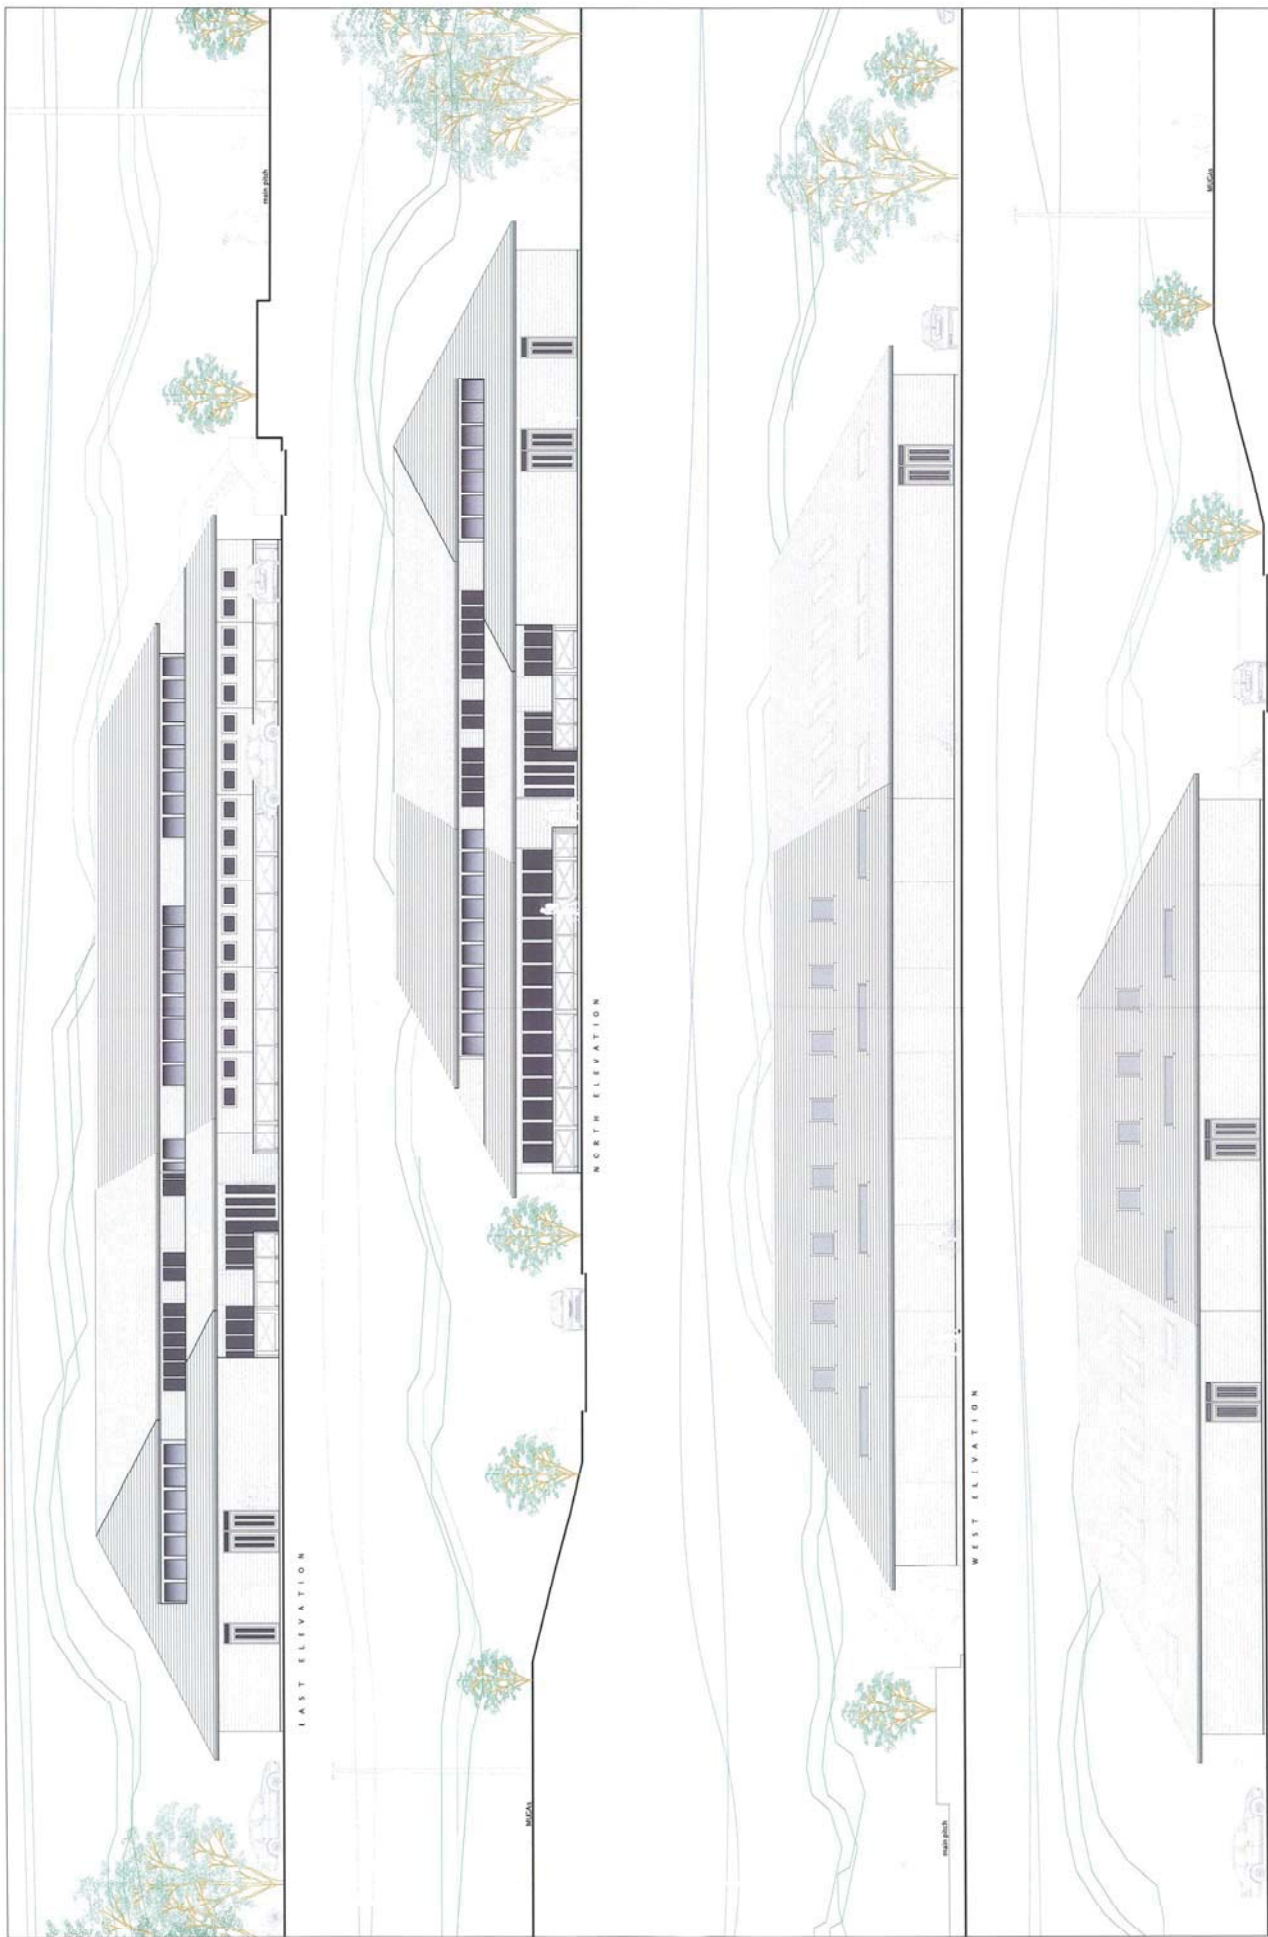 main pitch
EAST ELEVATION
MUGAs
NORTH ELEVATION
main pitch
WEST ELEVATION
MUGAs